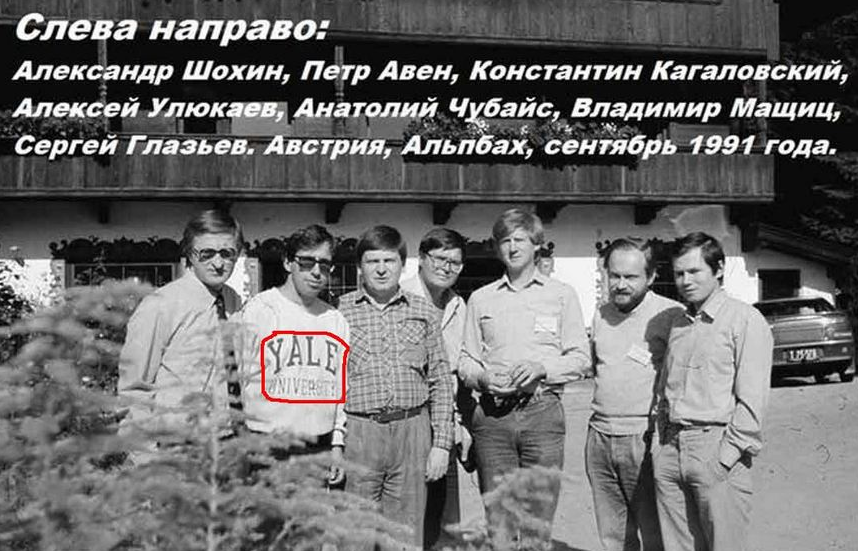 Слева направо:
Александр Шохин, Петр Авен, Константин Кагаловский,
Алексей Улюкаев, Анатолий Чубайс, Владимир Мащиц,
Сергей Глазьев. Австрия, Альпбах, сентябрь 1991 года.
YALE
UNIVERSITY